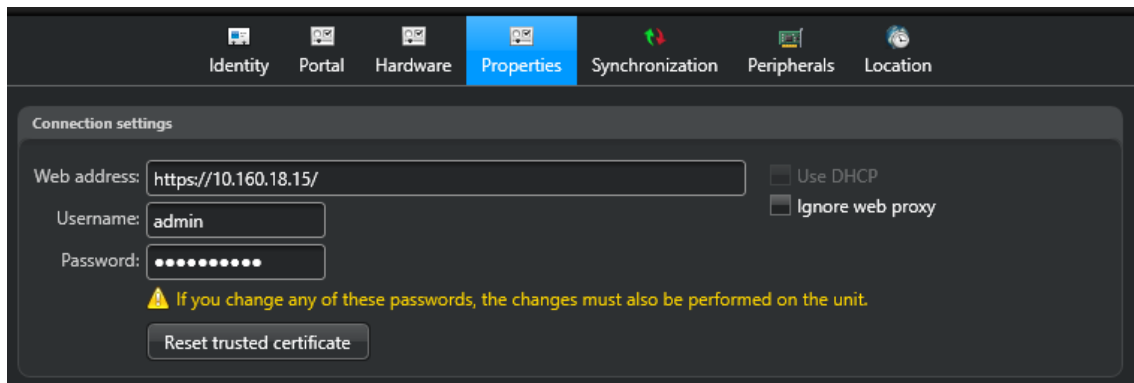 Identity Portal Hardware Properties Synchronization Peripherals Location
Connection settings
Web address: https://10.160.18.15/ Use DHCP
Username: admin Ignore web proxy
Password: ●●●●●●●●●●
If you change any of these passwords, the changes must also be performed on the unit.
Reset trusted certificate